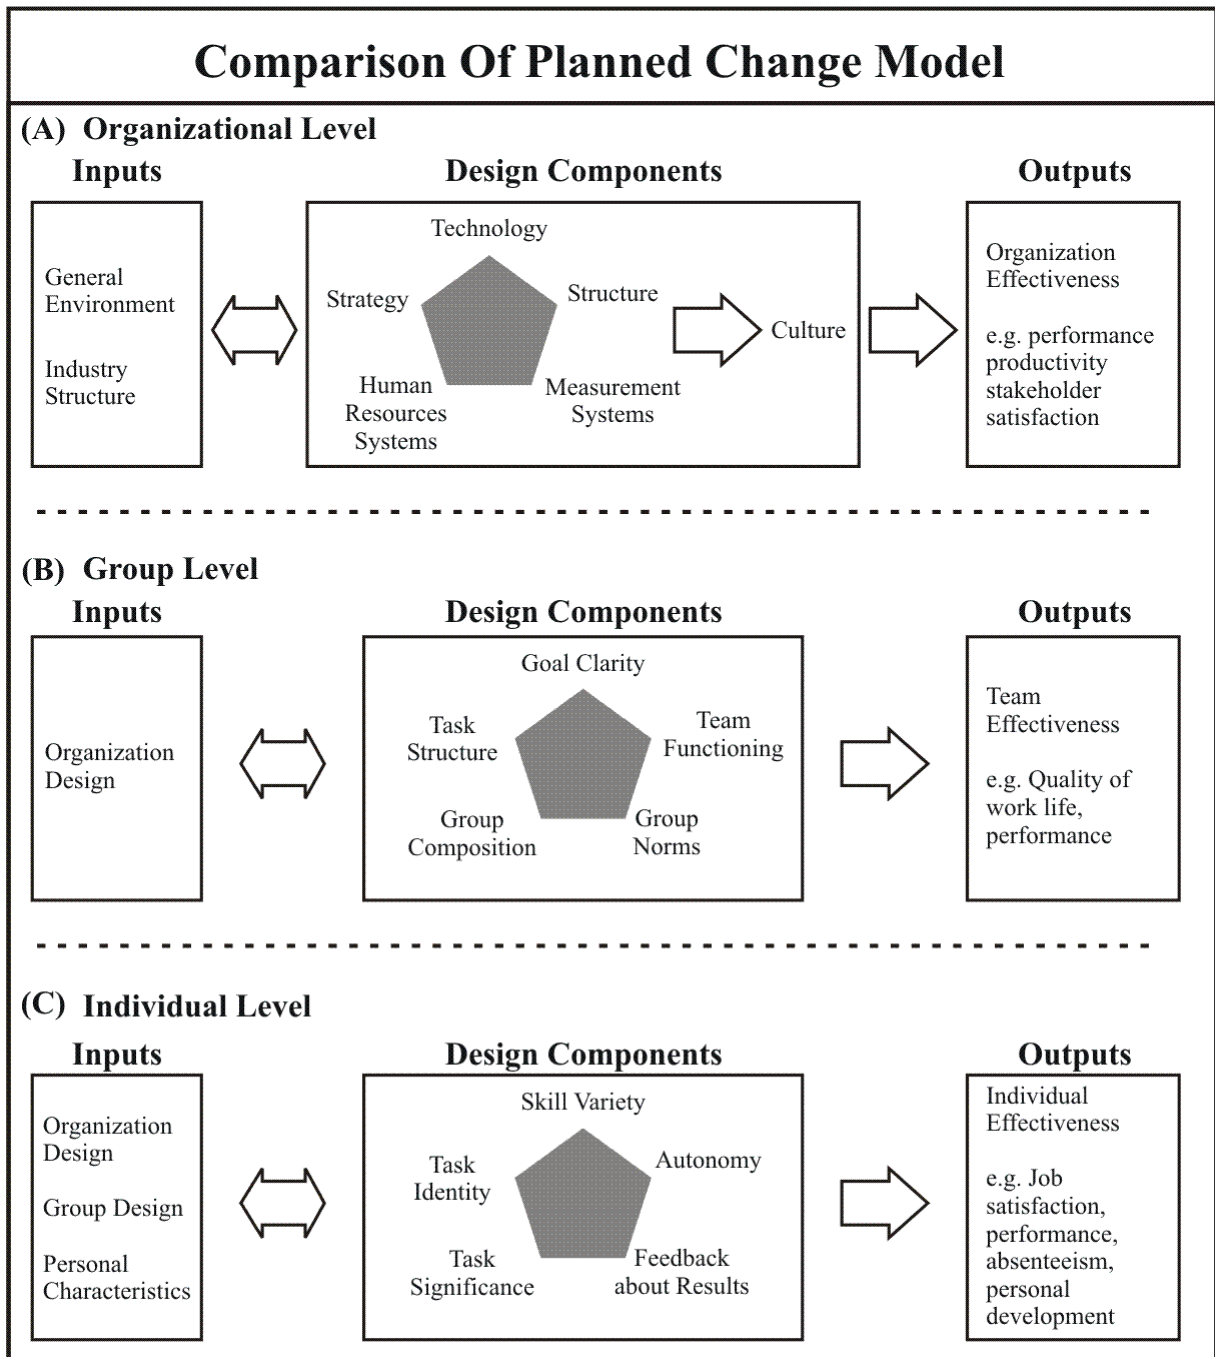 Comparison Of Planned Change Model
(A) Organizational Level
Inputs
Design Components
Outputs
General
Environment
Industry
Structure
Technology
Strategy
Structure
Human
Resources
Systems
Measurement
Systems
Culture
Organization
Effectiveness
e.g. performance
productivity
stakeholder
satisfaction
(B) Group Level
Inputs
Design Components
Outputs
Organization
Design
Goal Clarity
Task
Structure
Team
Functioning
Group
Composition
Group
Norms
Team
Effectiveness
e.g. Quality of
work life,
performance
(C) Individual Level
Inputs
Design Components
Outputs
Organization
Design
Group Design
Personal
Characteristics
Skill Variety
Task
Identity
Autonomy
Task
Significance
Feedback
about Results
Individual
Effectiveness
e.g. Job
satisfaction,
performance,
absenteeism,
personal
development